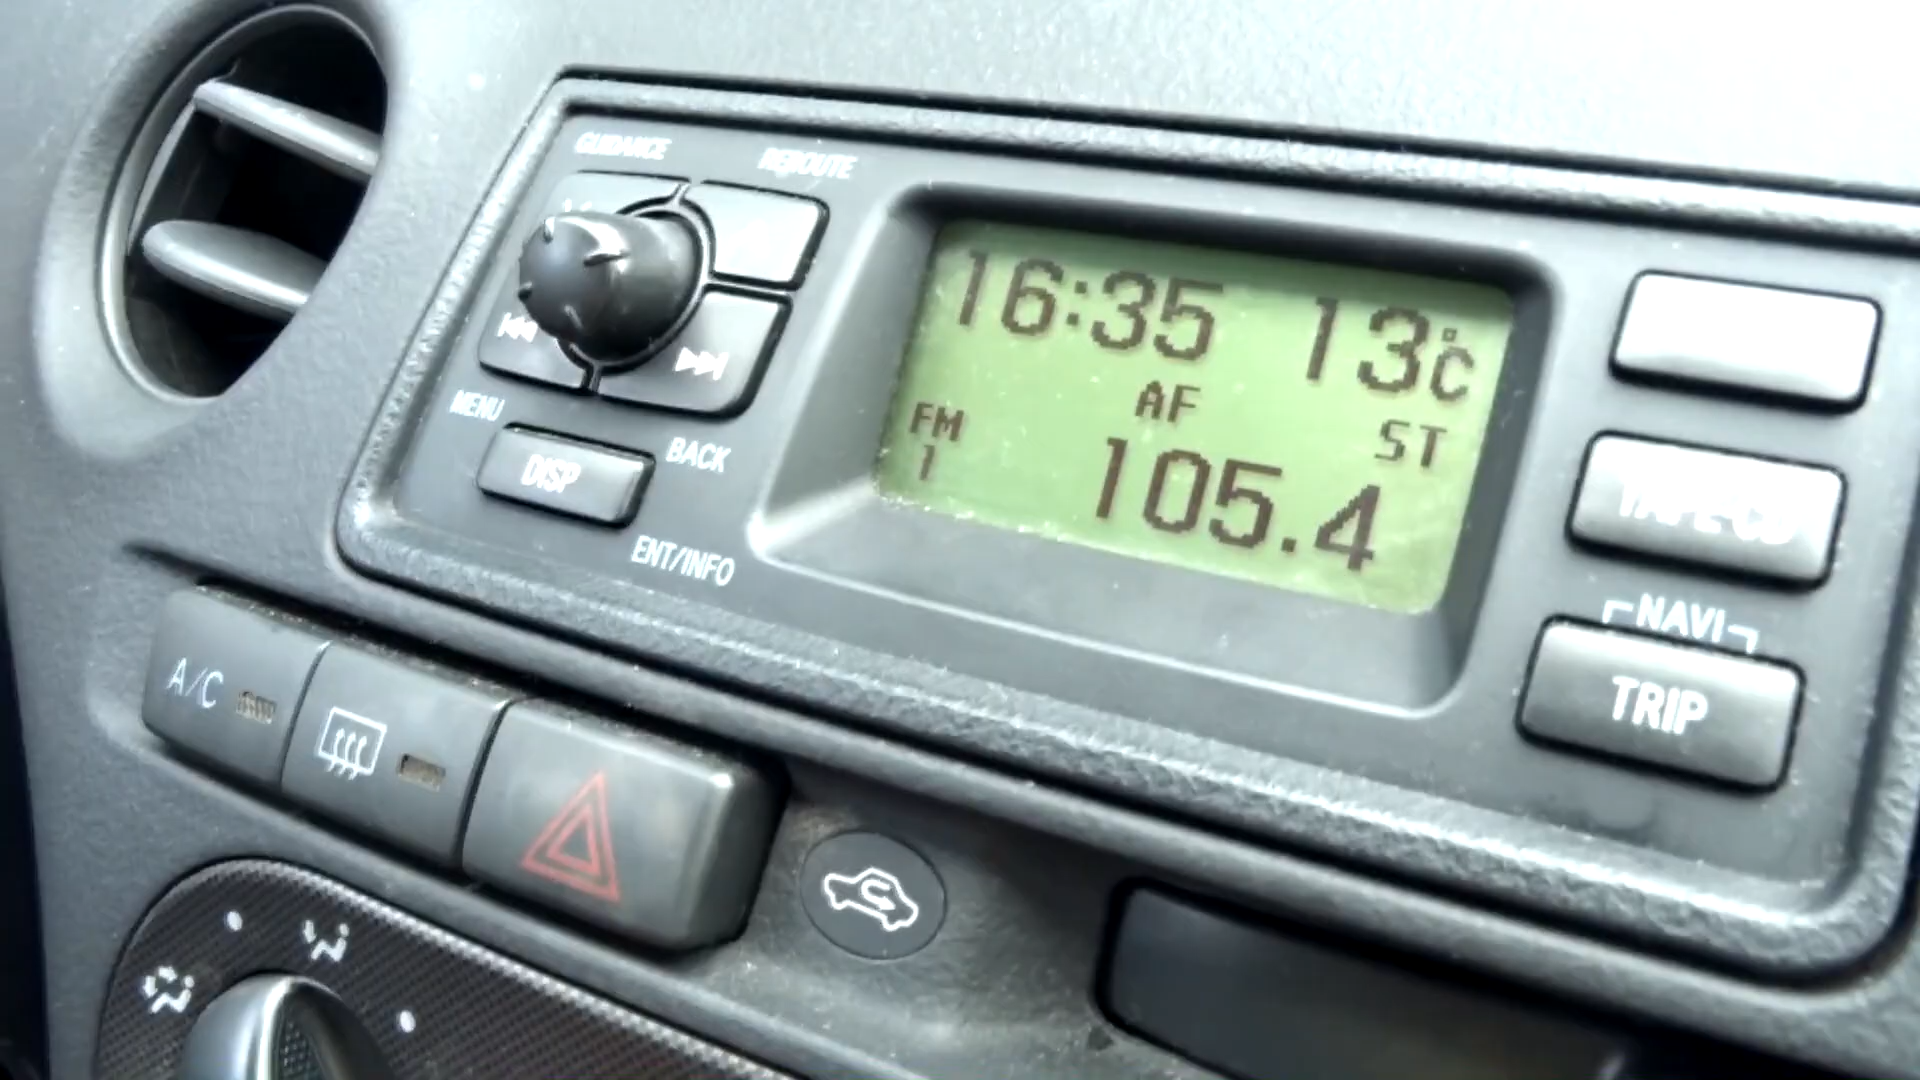 GUIDANCE
REROUTE
16:35 13°C
AF
FM ST
1 105.4
MENU
BACK
DISP
ENT/INFO
TAPE·CD
NAVI
TRIP
A/C